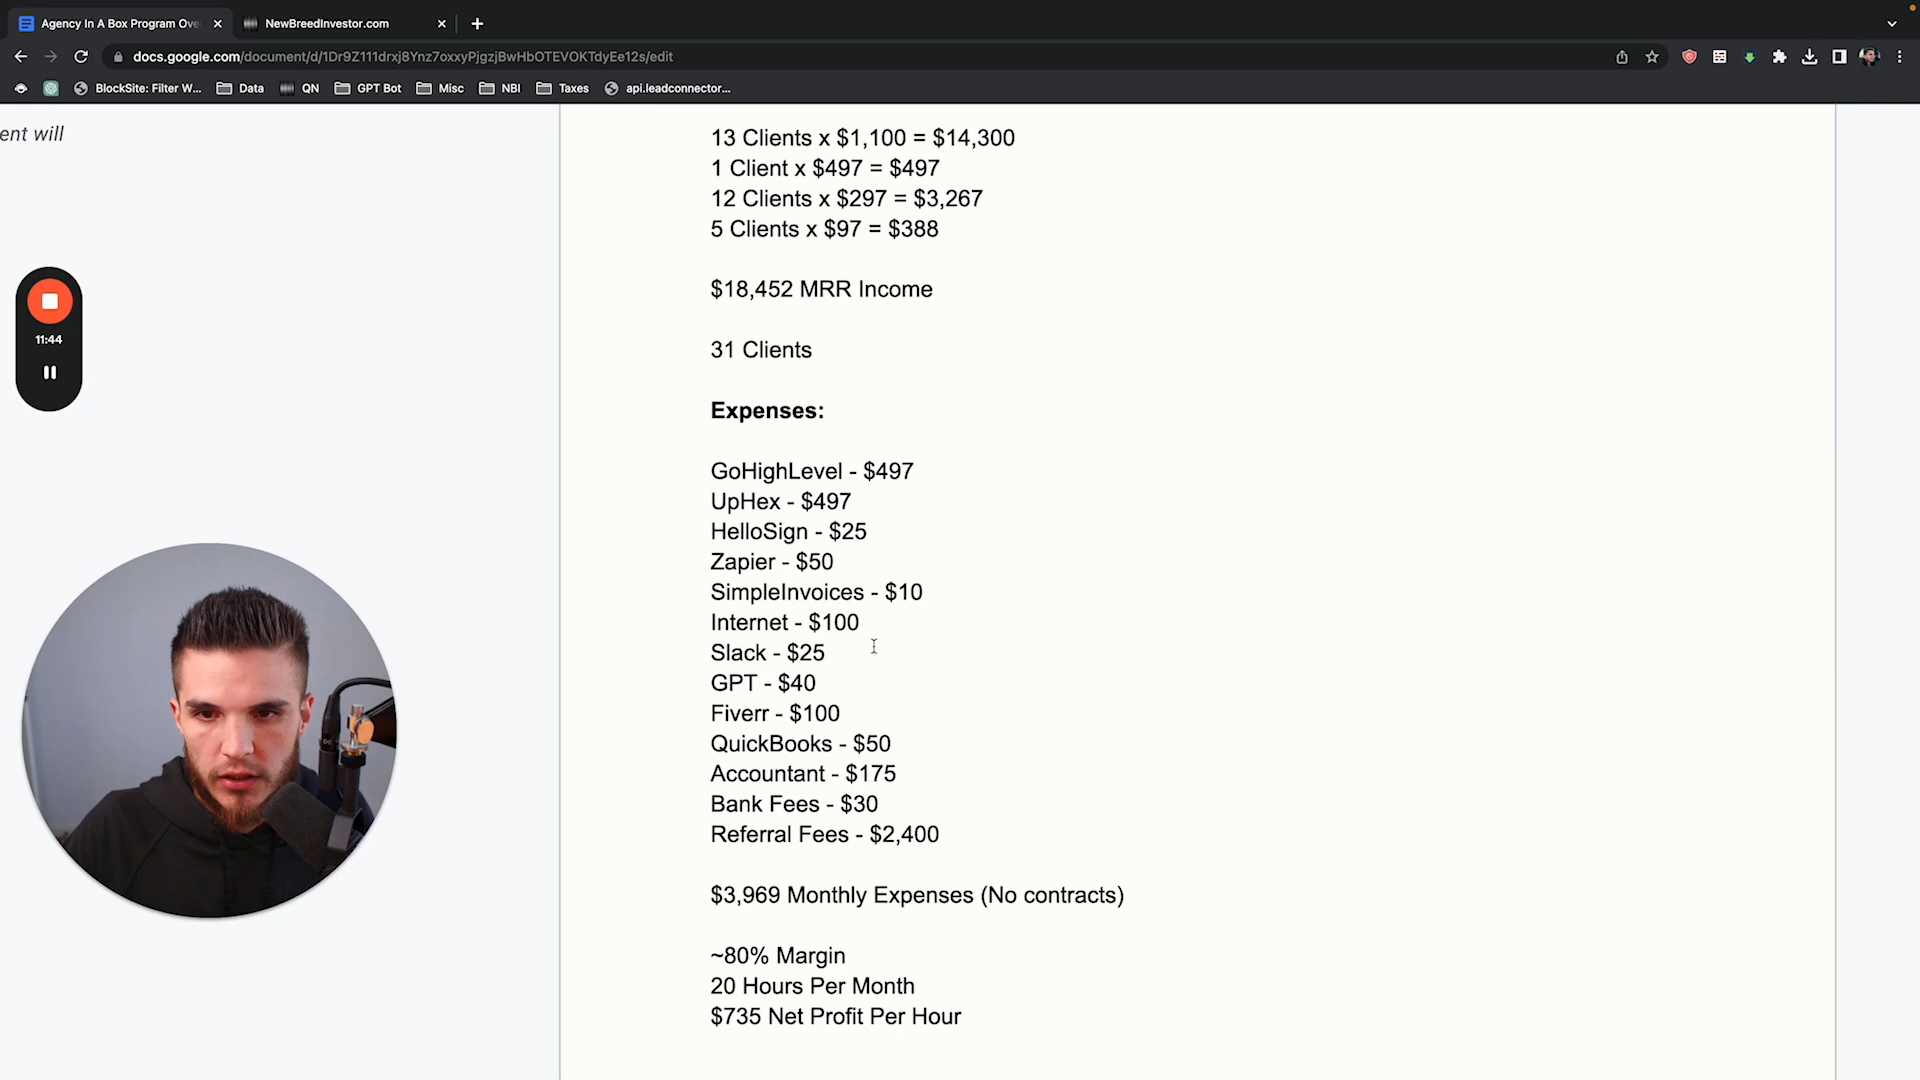 Agency In A Box Program Ove
NewBreedInvestor.com
docs.google.com/document/d/1Dr9Z111drxj8Ynz7oxxyPjgzjBwHbOTEVOKTdyEe12s/edit
BlockSite: Filter W...
Data
QN
GPT Bot
Misc
NBI
Taxes
api.leadconnector...
ent will
13 Clients x $1,100 = $14,300
1 Client x $497 = $497
12 Clients x $297 = $3,267
5 Clients x $97 = $388
$18,452 MRR Income
31 Clients
Expenses:
11:44
GoHighLevel - $497
UpHex - $497
HelloSign - $25
Zapier - $50
SimpleInvoices - $10
Internet - $100
Slack - $25
GPT - $40
Fiverr - $100
QuickBooks - $50
Accountant - $175
Bank Fees - $30
Referral Fees - $2,400
$3,969 Monthly Expenses (No contracts)
~80% Margin
20 Hours Per Month
$735 Net Profit Per Hour